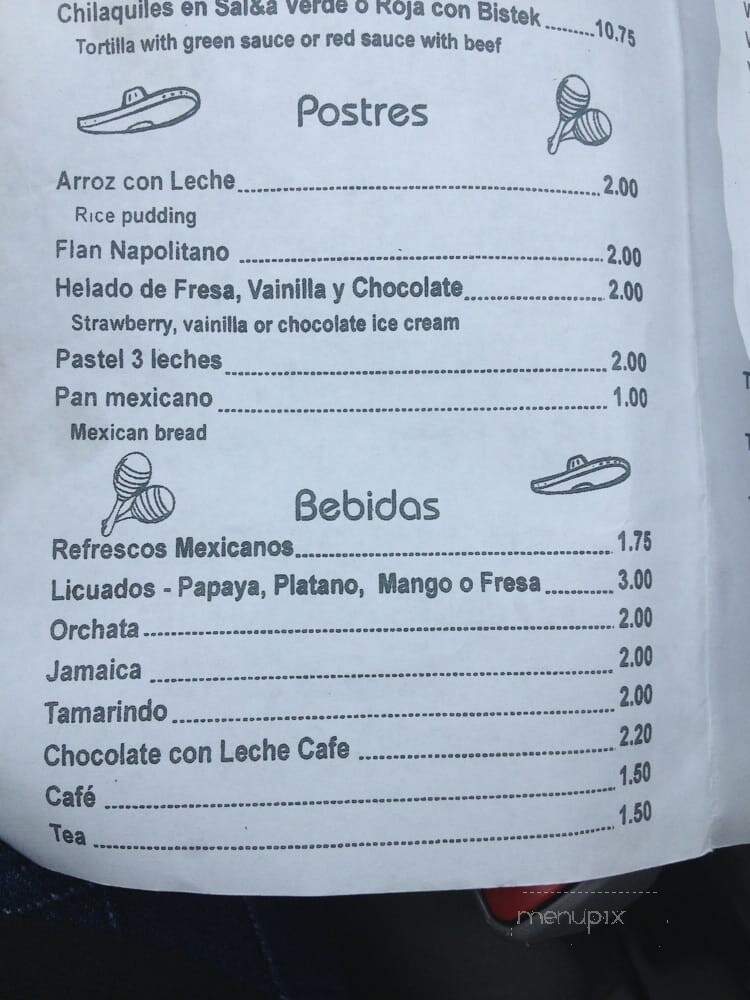 Chilaquiles en Sal&a Verde o Roja con Bistek.........10.75
Tortilla with green sauce or red sauce with beef
Postres
Arroz con Leche........2.00
Rice pudding
Flan Napolitano ........2.00
Helado de Fresa, Vainilla y Chocolate........2.00
Strawberry, vainilla or chocolate ice cream
Pastel 3 leches........2.00
Pan mexicano ........1.00
Mexican bread
Bebidas
Refrescos Mexicanos........1.75
Licuados - Papaya, Platano, Mango o Fresa........3.00
Orchata........2.00
Jamaica ........2.00
Tamarindo........2.00
Chocolate con Leche Cafe ........2.20
Café ........1.50
Tea ........1.50
menupix